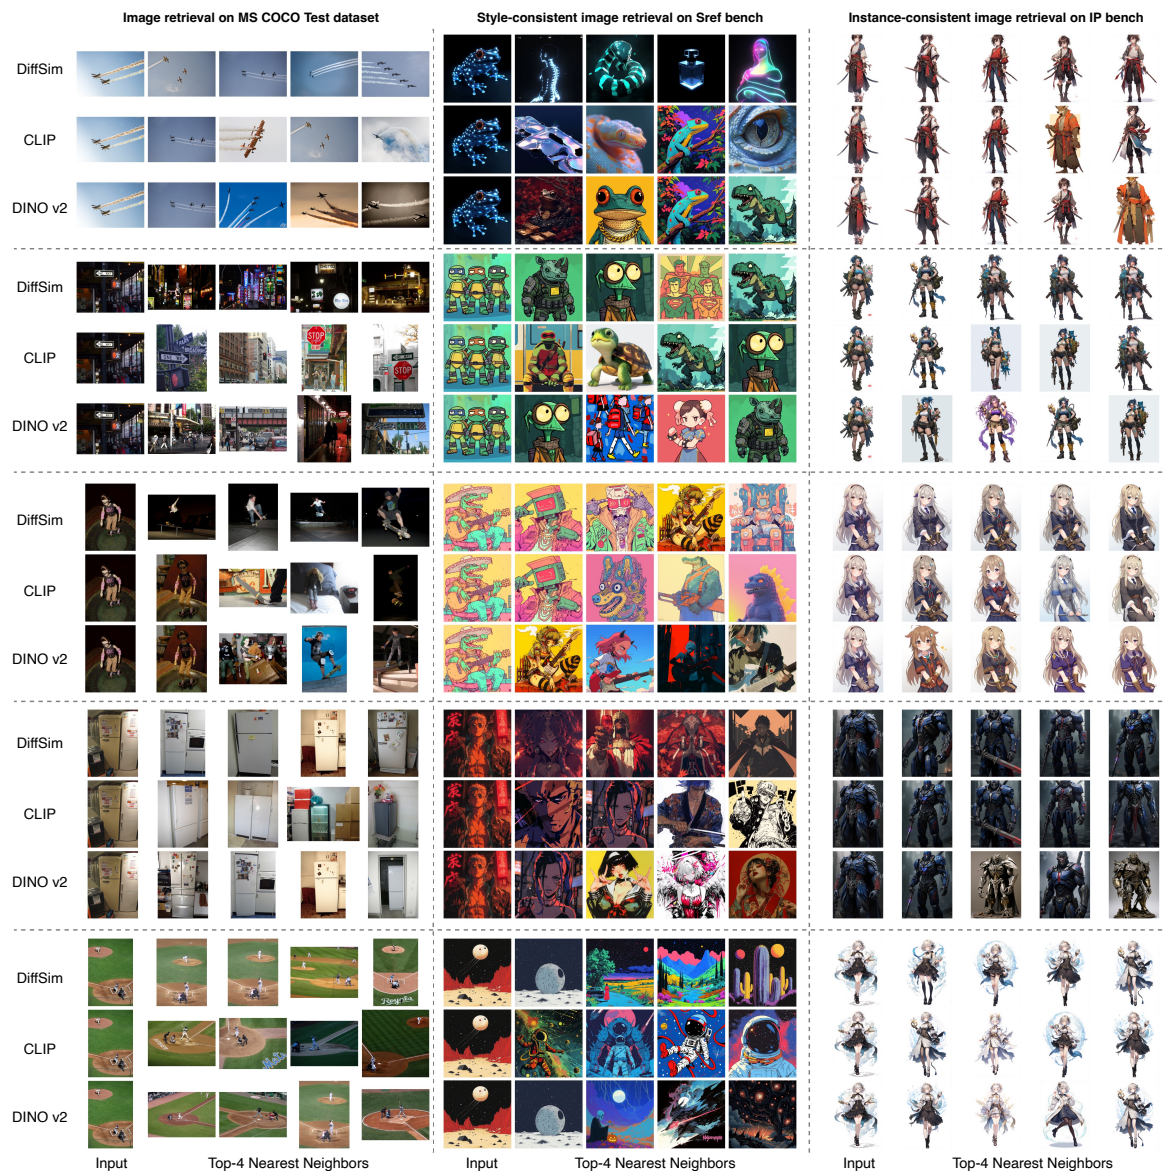 Image retrieval on MS COCO Test dataset
Style-consistent image retrieval on Sref bench
Instance-consistent image retrieval on IP bench
DiffSim
CLIP
DINO v2
DiffSim
CLIP
STOP
STOP
DINO v2
DiffSim
CLIP
DINO v2
DiffSim
CLIP
DINO v2
DiffSim
CLIP
DINO v2
Input
Top-4 Nearest Neighbors
Input
Top-4 Nearest Neighbors
Input
Top-4 Nearest Neighbors